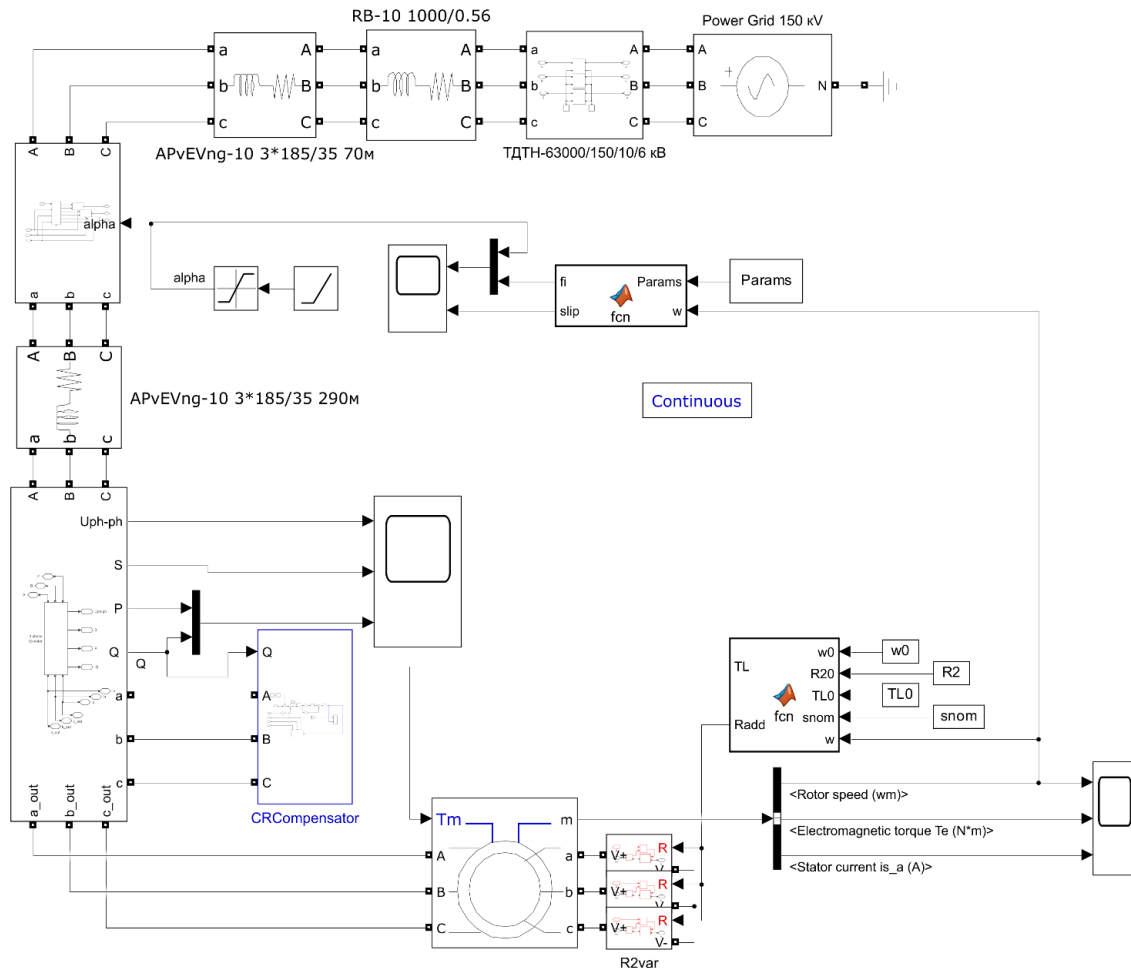 RB-10 1000/0.56
Power Grid 150 кV
a A a A a A A
b B b B b B B N
c C c C c C C
APvEVng-10 3*185/35 70м
ТДТН-63000/150/10/6 кВ
A B C
alpha
a b c
alpha
fi Params
slip w
fcn
Params
A B C
a b c
APvEVng-10 3*185/35 290м
Continuous
A B C
Uph-ph
S
P
Q
Q
a
b
c
a_out b_out c_out
Q
A
B
C
CRCompensator
TL
Radd
fcn
w0
R20
TL0
snom
w
w0
R2
TL0
snom
<Rotor speed (wm)>
<Electromagnetic torque Te (N*m)>
<Stator current is_a (A)>
Tm m
A a
B b
C c
V+ R
V+ R
V+ R
V-
R2var